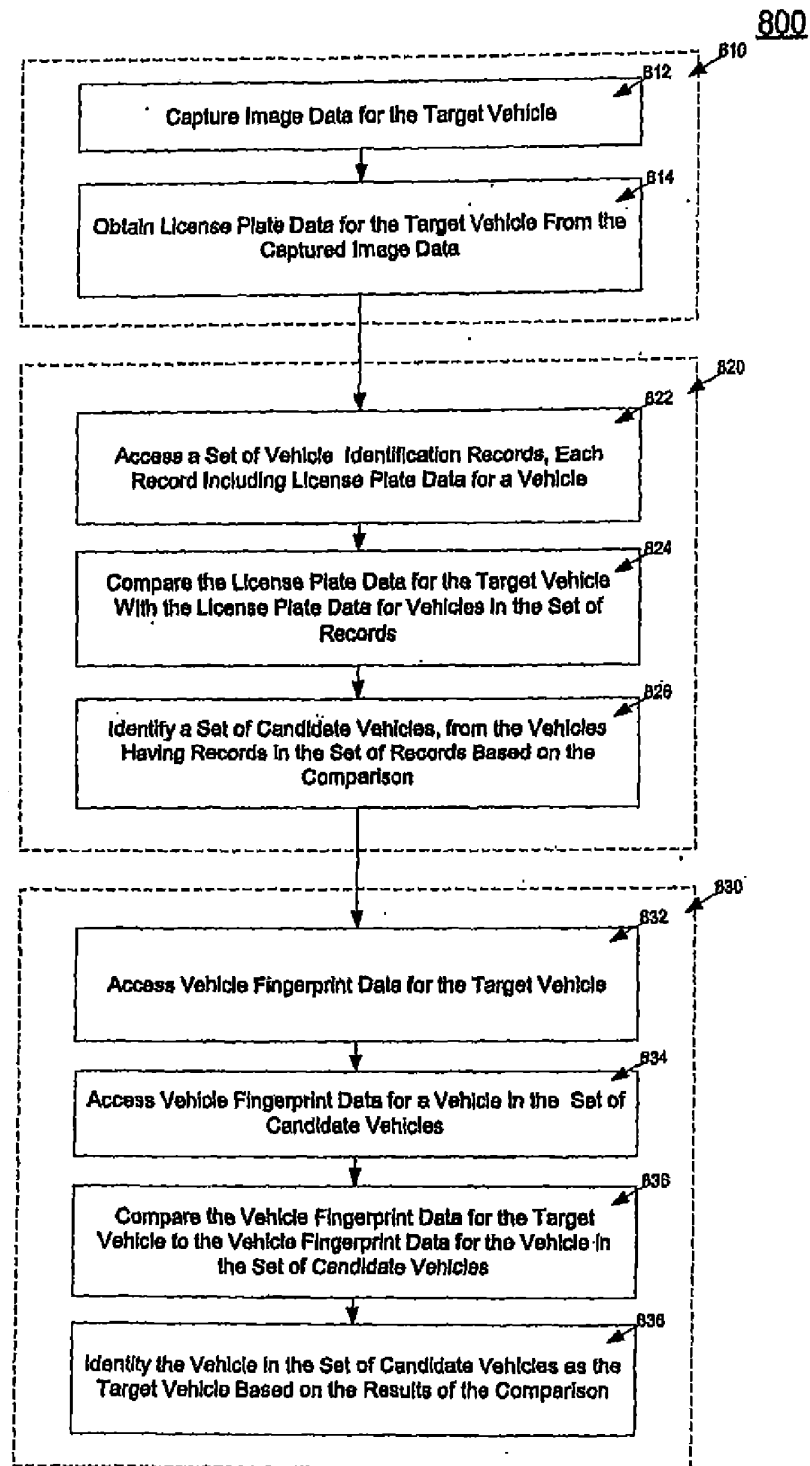 800
810
812
Capture Image Data for the Target Vehicle
814
Obtain License Plate Data for the Target Vehicle From the
Captured Image Data
820
822
Access a Set of Vehicle Identification Records, Each
Record Including License Plate Data for a Vehicle
824
Compare the License Plate Data for the Target Vehicle
With the License Plate Data for Vehicles in the Set of
Records
826
Identify a Set of Candidate Vehicles, from the Vehicles
Having Records in the Set of Records Based on the
Comparison
830
832
Access Vehicle Fingerprint Data for the Target Vehicle
834
Access Vehicle Fingerprint Data for a Vehicle in the Set of
Candidate Vehicles
836
Compare the Vehicle Fingerprint Data for the Target
Vehicle to the Vehicle Fingerprint Data for the Vehicle in
the Set of Candidate Vehicles
Identify the Vehicle in the Set of Candidate Vehicles as the
Target Vehicle Based on the Results of the Comparison